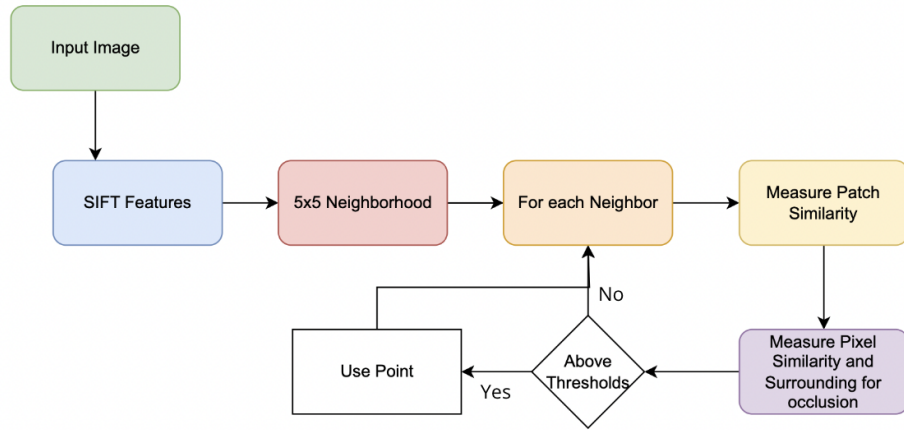 Input Image
SIFT Features
5x5 Neighborhood
For each Neighbor
Measure Patch
Similarity
No
Use Point
Yes
Above
Thresholds
Measure Pixel
Similarity and
Surrounding for
occlusion